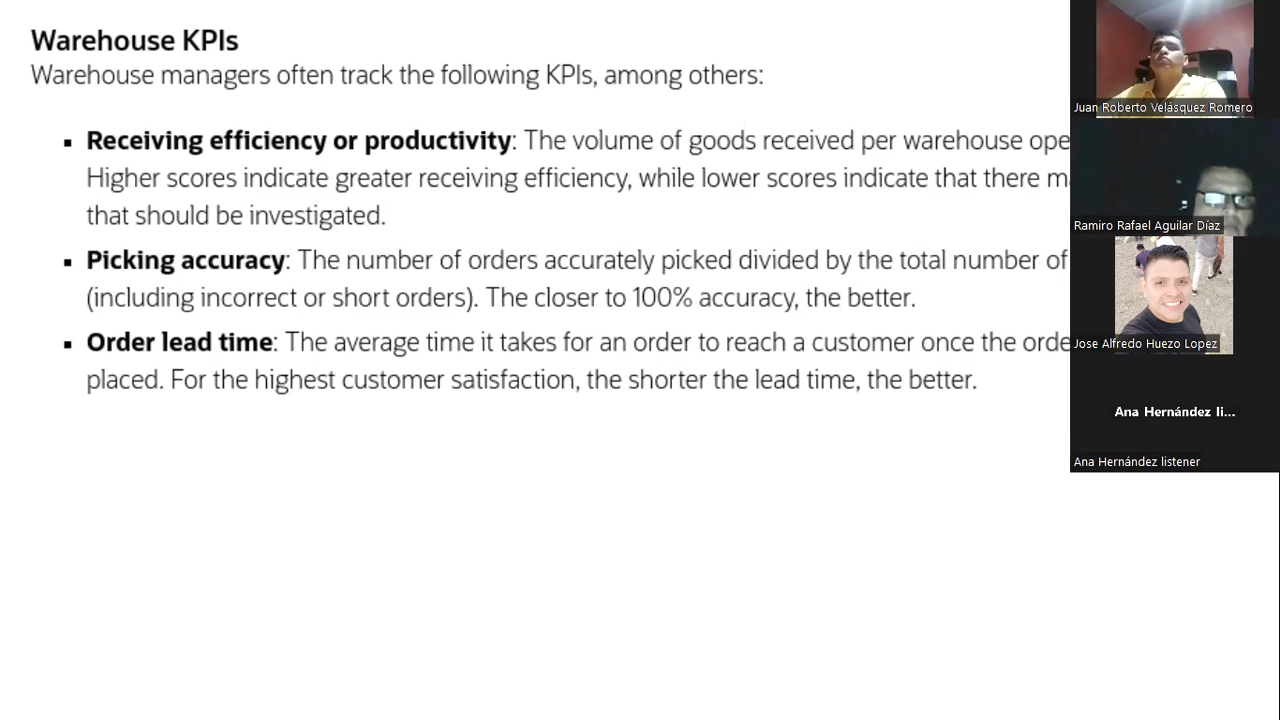 Warehouse KPIs
Warehouse managers often track the following KPIs, among others:
▪ Receiving efficiency or productivity: The volume of goods received per warehouse ope
Higher scores indicate greater receiving efficiency, while lower scores indicate that there m
that should be investigated.
▪ Picking accuracy: The number of orders accurately picked divided by the total number of
(including incorrect or short orders). The closer to 100% accuracy, the better.
▪ Order lead time: The average time it takes for an order to reach a customer once the orde
placed. For the highest customer satisfaction, the shorter the lead time, the better.
Juan Roberto Velásquez Romero
Ramiro Rafael Aguilar Díaz
Jose Alfredo Huezo Lopez
Ana Hernández li...
Ana Hernández listener